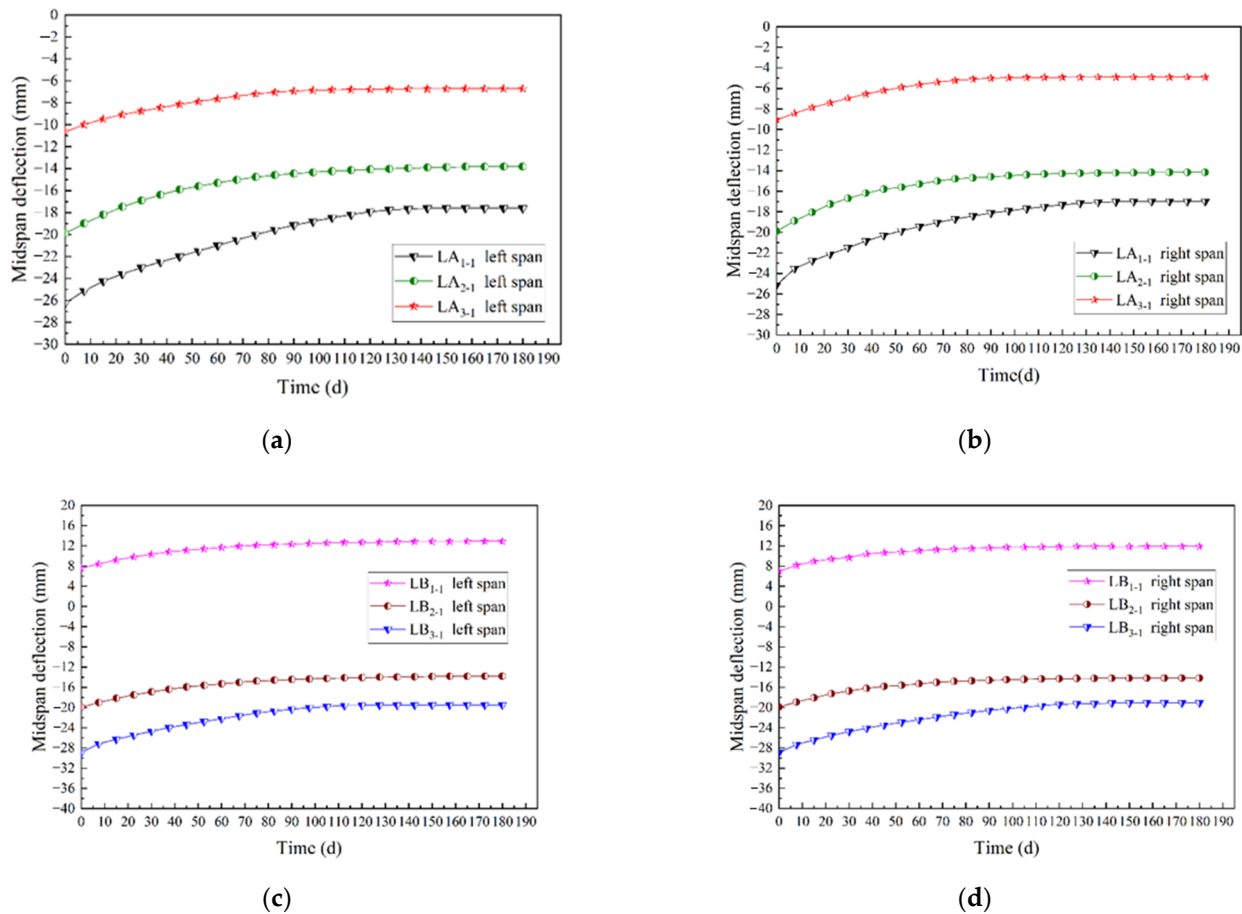 0
−2
−4
−6
−8
−10
−12
−14
−16
−18
−20
−22
−24
−26
−28
−30
Midspan deflection (mm)
LA1-1 left span
LA2-1 left span
LA3-1 left span
0 10 20 30 40 50 60 70 80 90 100 110 120 130 140 150 160 170 180 190
Time (d)
(a)
0
−2
−4
−6
−8
−10
−12
−14
−16
−18
−20
−22
−24
−26
−28
−30
Midspan deflection (mm)
LA1-1 right span
LA2-1 right span
LA3-1 right span
0 10 20 30 40 50 60 70 80 90 100 110 120 130 140 150 160 170 180 190
Time(d)
(b)
20
16
12
8
4
0
−4
−8
−12
−16
−20
−24
−28
−32
−36
−40
Midspan deflection (mm)
LB1-1 left span
LB2-1 left span
LB3-1 left span
0 10 20 30 40 50 60 70 80 90 100 110 120 130 140 150 160 170 180 190
Time (d)
(c)
20
16
12
8
4
0
−4
−8
−12
−16
−20
−24
−28
−32
−36
−40
Midspan deflection (mm)
LB1-1 right span
LB2-1 right span
LB3-1 right span
0 10 20 30 40 50 60 70 80 90 100 110 120 130 140 150 160 170 180 190
Time (d)
(d)